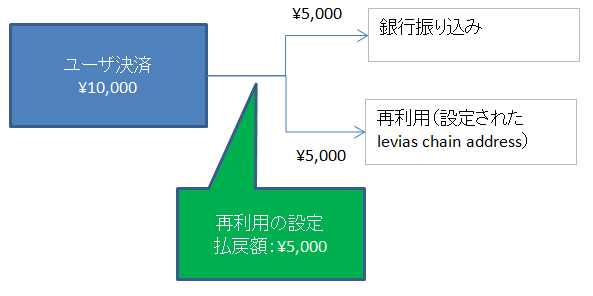 ¥5,000
銀行振り込み
ユーザ決済
¥10,000
再利用（設定された
levias chain address）
¥5,000
再利用の設定
払戻額：¥5,000